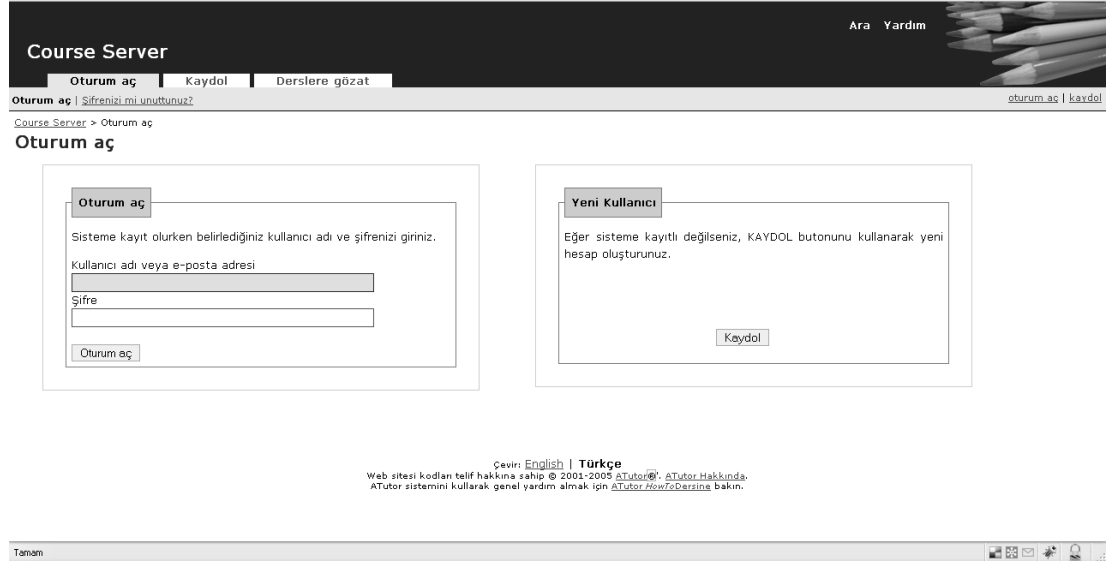 Ara Yardım
Course Server
Oturum aç Kaydol Derslere gözat
Oturum aç | Şifrenizi mi unuttunuz? oturum aç | kaydol
Course Server > Oturum aç
Oturum aç
Oturum aç
Sisteme kayıt olurken belirlediğiniz kullanıcı adı ve şifrenizi giriniz.
Kullanıcı adı veya e-posta adresi
Şifre
Oturum aç
Yeni Kullanıcı
Eğer sisteme kayıtlı değilseniz, KAYDOL butonunu kullanarak yeni
hesap oluşturunuz.
Kaydol
Çevir: English | Türkçe
Web sitesi kodları telif hakkına sahip © 2001-2005 ATutor®'. ATutor Hakkında.
ATutor sistemini kullarak genel yardım almak için ATutor HowToDersine bakın.
Tamam